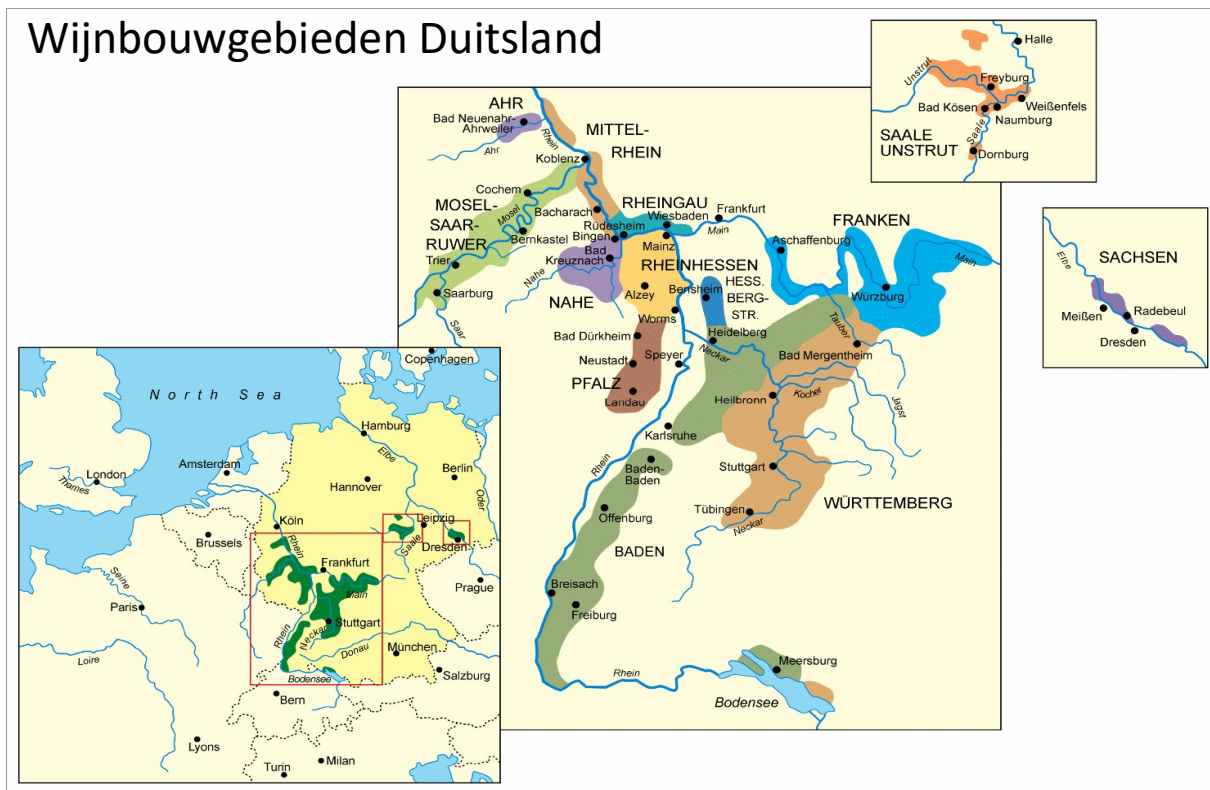 Wijnbouwgebieden Duitsland
Halle
Unstrut
Freyburg
Bad Kösen
Weißenfels
Naumburg
SAALE
UNSTRUT
Saale
Dornburg
AHR
Bad Neuenahr-
Ahrweiler
Ahr
Rhein
MITTEL-
RHEIN
Koblenz
Cochem
MOSEL-
SAAR-
RUWER
Mosel
Bacharach
Bernkastel
Trier
Saarburg
Saar
RHEINGAU
Wiesbaden
Rüdesheim
Bingen
Mainz
Frankfurt
Main
Bad
Kreuznach
Nahe
NAHE
RHEINHESSEN
Alzey
Worms
HESS.
BERG-
STR.
Bensheim
FRANKEN
Aschaffenburg
Main
Würzburg
Tauber
Bad Mergentheim
Heidelberg
Neckar
Bad Dürkheim
Neustadt
Speyer
PFALZ
Landau
Karlsruhe
Heilbronn
Kocher
Jagst
Stuttgart
WÜRTTEMBERG
Tübingen
Neckar
Rhein
Baden-
Baden
Offenburg
BADEN
Breisach
Freiburg
Rhein
Meersburg
Bodensee
SACHSEN
Elbe
Meißen
Radebeul
Dresden
Copenhagen
North Sea
Hamburg
Elbe
Amsterdam
Berlin
London
Thames
Hannover
Oder
Köln
Leipzig
Brussels
Rhein
Saale
Dresden
Frankfurt
Seine
Main
Prague
Paris
Rhein
Neckar
Stuttgart
Loire
Donau
München
Bodensee
Salzburg
Bern
Lyons
Milan
Turin